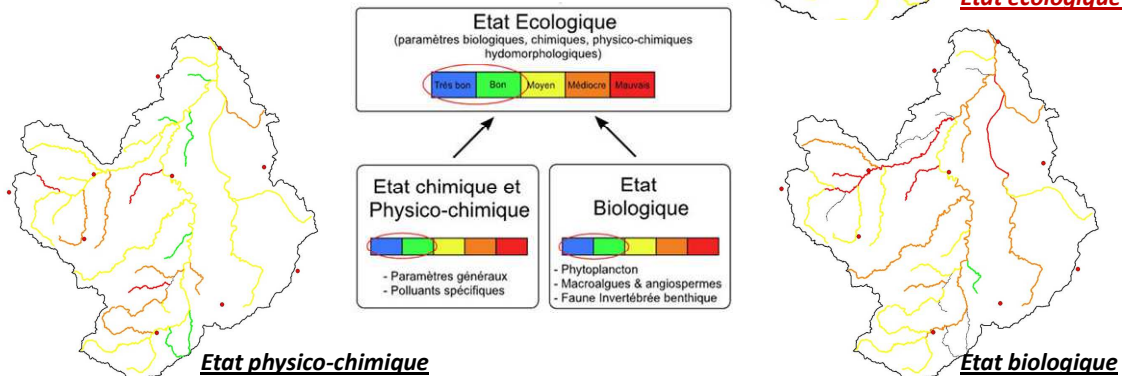 Etat écologique
Etat Ecologique
(paramètres biologiques, chimiques, physico-chimiques
hydomorphologiques)
Très bon
Bon
Moyen
Médiocre
Mauvais
Etat chimique et
Physico-chimique
- Paramètres généraux
- Polluants spécifiques
Etat
Biologique
- Phytoplancton
- Macroalgues & angiospermes
- Faune Invertébrée benthique
Etat physico-chimique
Etat biologique